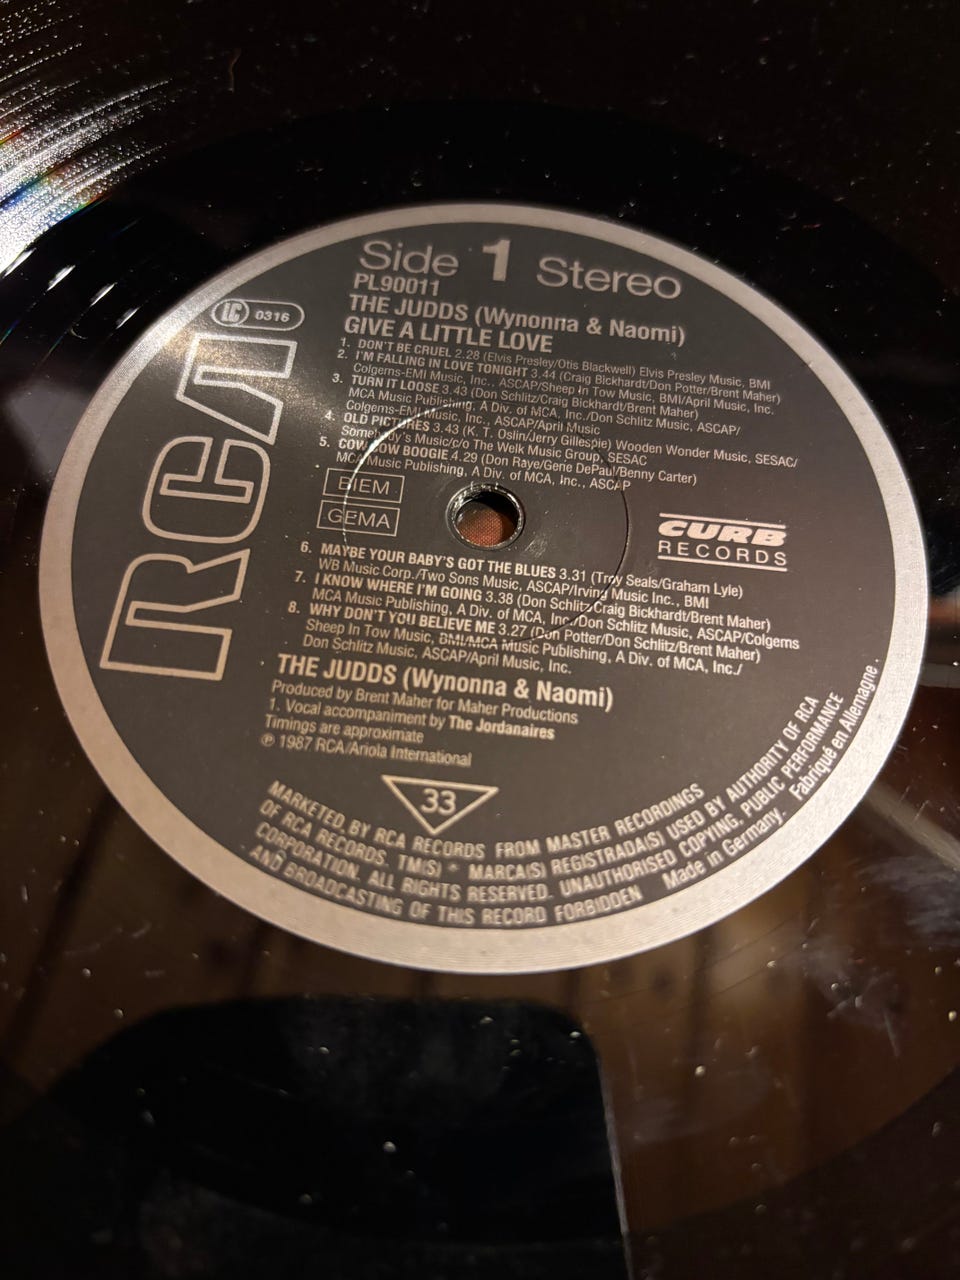 Side 1 Stereo
PL90011
THE JUDDS (Wynonna & Naomi)
GIVE A LITTLE LOVE
1. DON'T BE CRUEL 2.28 (Elvis Presley/Otis Blackwell) Elvis Presley Music, BMI
2. I'M FALLING IN LOVE TONIGHT 3.44 (Craig Bickhardt/Don Potter/Brent Maher)
Colgems-EMI Music, Inc., ASCAP/Sheep In Tow Music, BMI/April Music, Inc.
3. TURN IT LOOSE 3.43 (Don Schlitz/Craig Bickhardt/Brent Maher)
MCA Music Publishing, A Div. of MCA, Inc./Don Schlitz Music, ASCAP/
Colgems-EMI Music, Inc., ASCAP/April Music
4. OLD PICTURES 3.43 (K. T. Oslin/Jerry Gillespie) Wooden Wonder Music, SESAC/
Somebody's Music/c/o The Welk Music Group, SESAC
5. COW COW BOOGIE 4.29 (Don Raye/Gene DePaul/Benny Carter)
MCA Music Publishing, A Div. of MCA, Inc., ASCAP
BIEM
GEMA
CURB
RECORDS
6. MAYBE YOUR BABY'S GOT THE BLUES 3.31 (Troy Seals/Graham Lyle)
WB Music Corp./Two Sons Music, ASCAP/Irving Music Inc., BMI
7. I KNOW WHERE I'M GOING 3.38 (Don Schlitz/Craig Bickhardt/Brent Maher)
MCA Music Publishing, A Div. of MCA, Inc/Don Schlitz Music, ASCAP/Colgems
8. WHY DON'T YOU BELIEVE ME 3.27 (Don Potter/Don Schlitz/Brent Maher)
Sheep In Tow Music, BMI/MCA Music Publishing, A Div. of MCA, Inc./
Don Schlitz Music, ASCAP/April Music, Inc.
THE JUDDS (Wynonna & Naomi)
Produced by Brent Maher for Maher Productions
1. Vocal accompaniment by The Jordanaires
Timings are approximate
℗ 1987 RCA/Ariola International
33
MARKETED BY RCA RECORDS FROM MASTER RECORDINGS
OF RCA RECORDS. TM(S) ® MARCA(S) REGISTRADA(S) USED BY AUTHORITY OF RCA
CORPORATION. ALL RIGHTS RESERVED. UNAUTHORISED COPYING, PUBLIC PERFORMANCE
AND BROADCASTING OF THIS RECORD FORBIDDEN Made in Germany. Fabriqué en Allemagne.
LC 0316
RCA